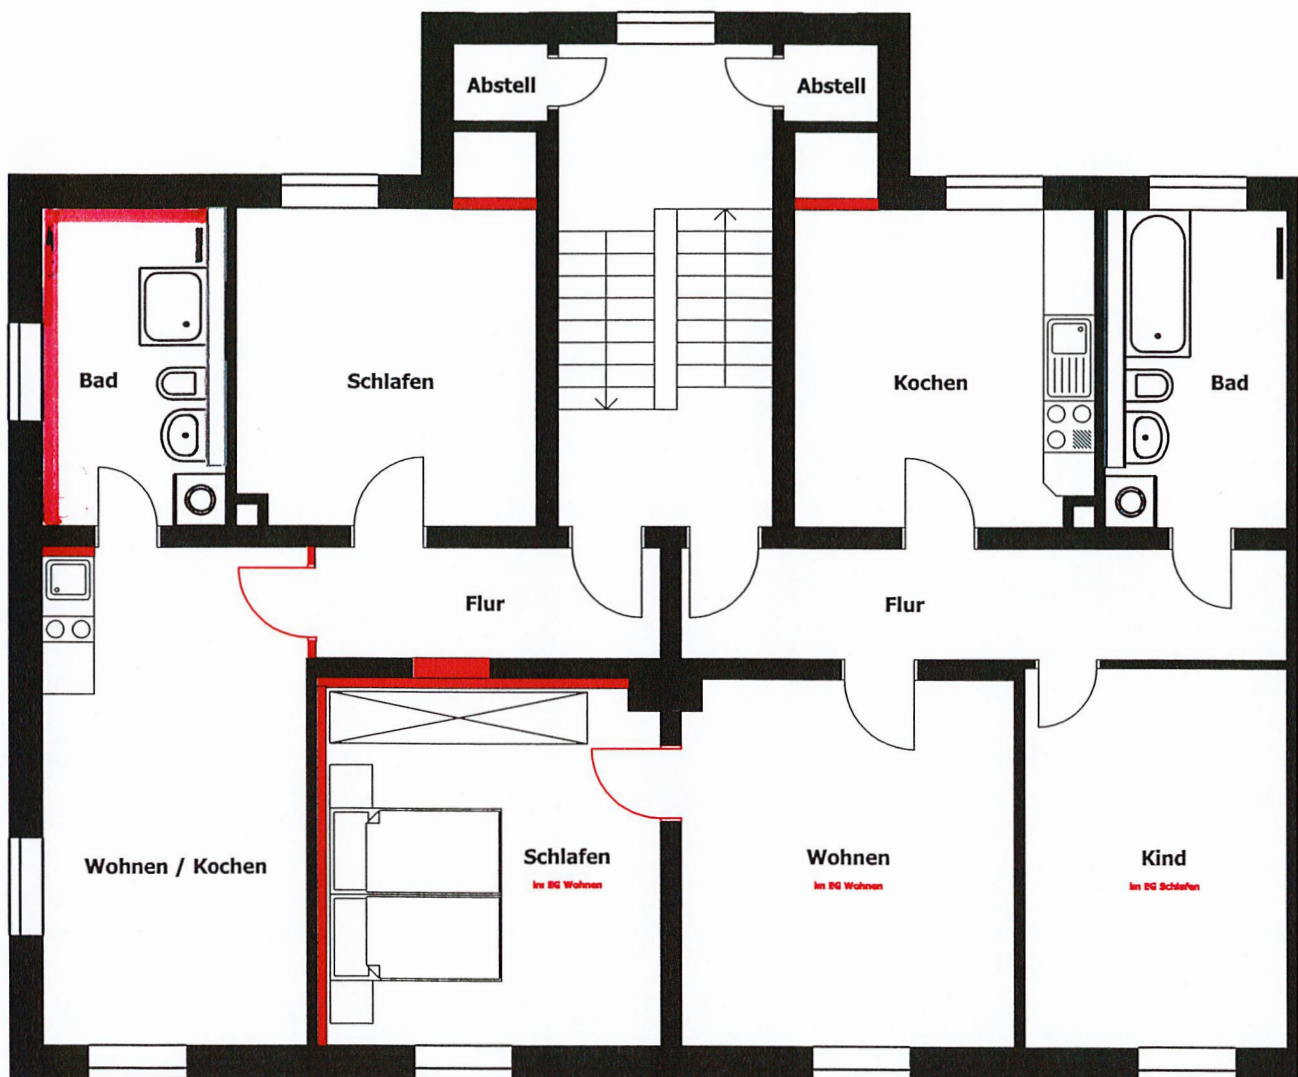 Abstell
Abstell
Bad
Schlafen
Kochen
Bad
Flur
Flur
Wohnen / Kochen
Schlafen
im EG Wohnen
Wohnen
im EG Wohnen
Kind
im EG Schlafen